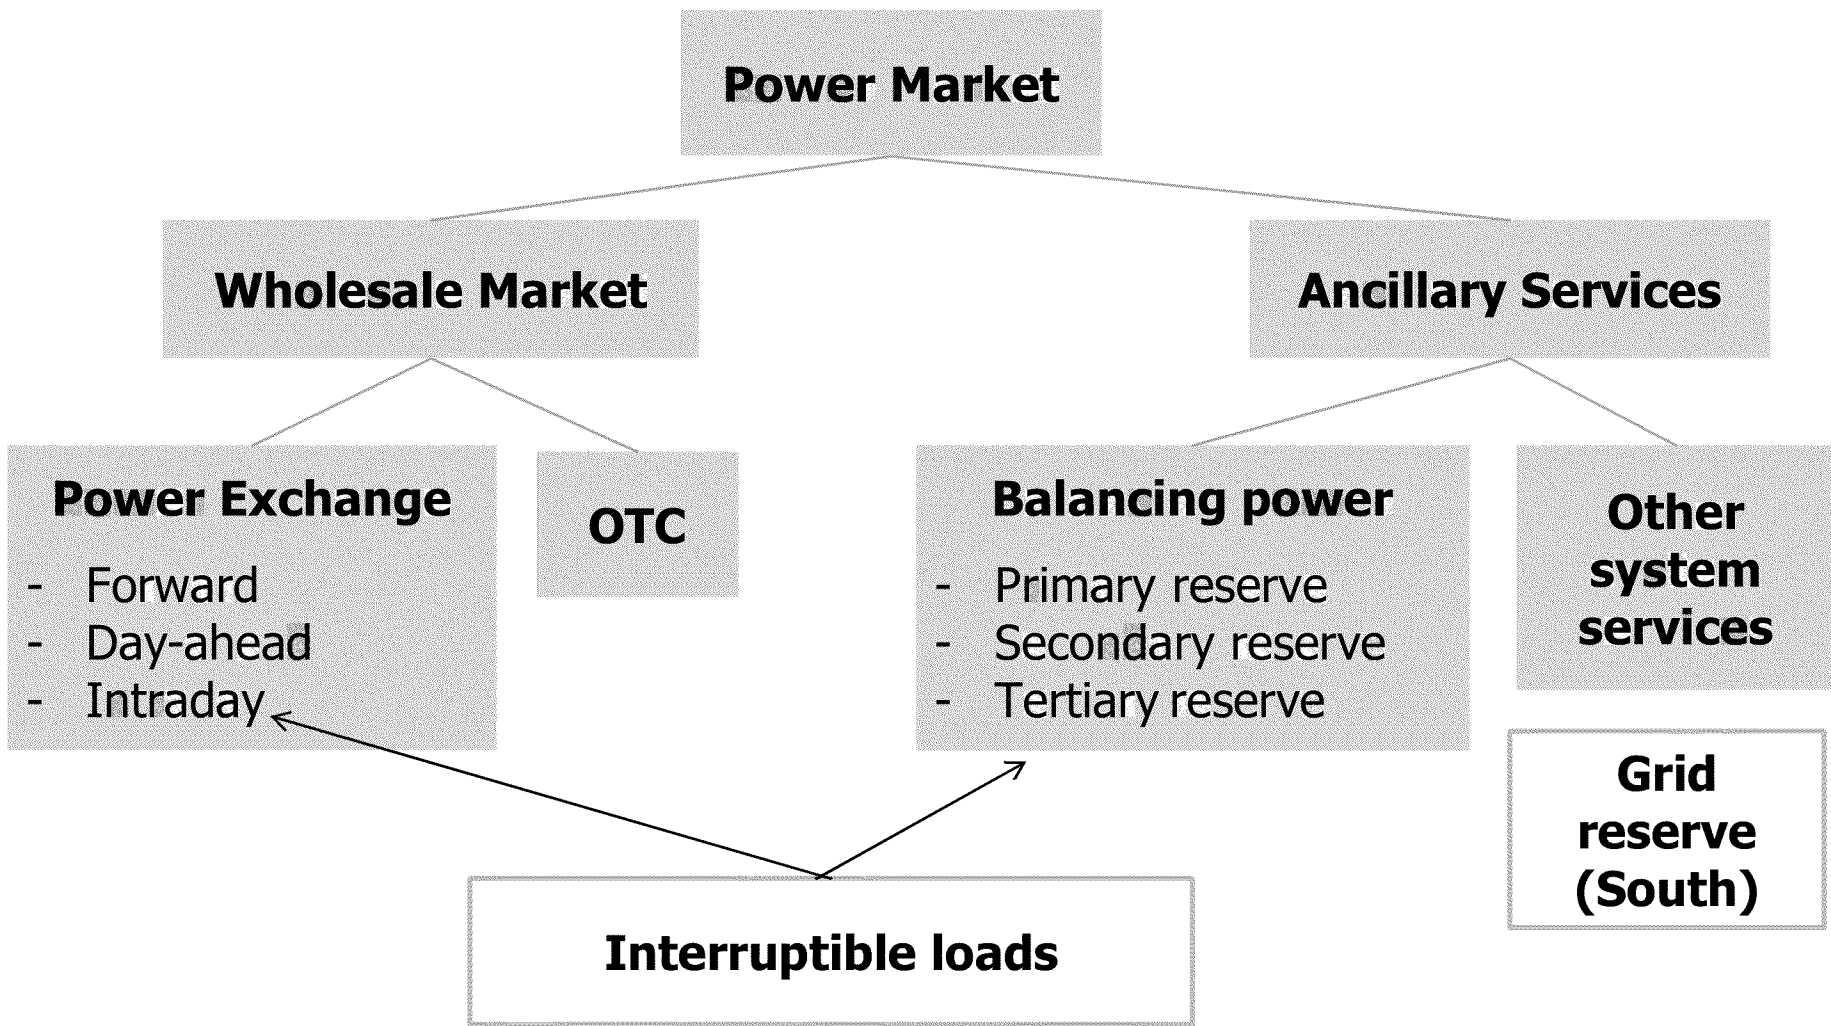 Power Market
Wholesale Market
Ancillary Services
Power Exchange
- Forward
- Day-ahead
- Intraday
OTC
Balancing power
- Primary reserve
- Secondary reserve
- Tertiary reserve
Other
system
services
Grid
reserve
(South)
Interruptible loads